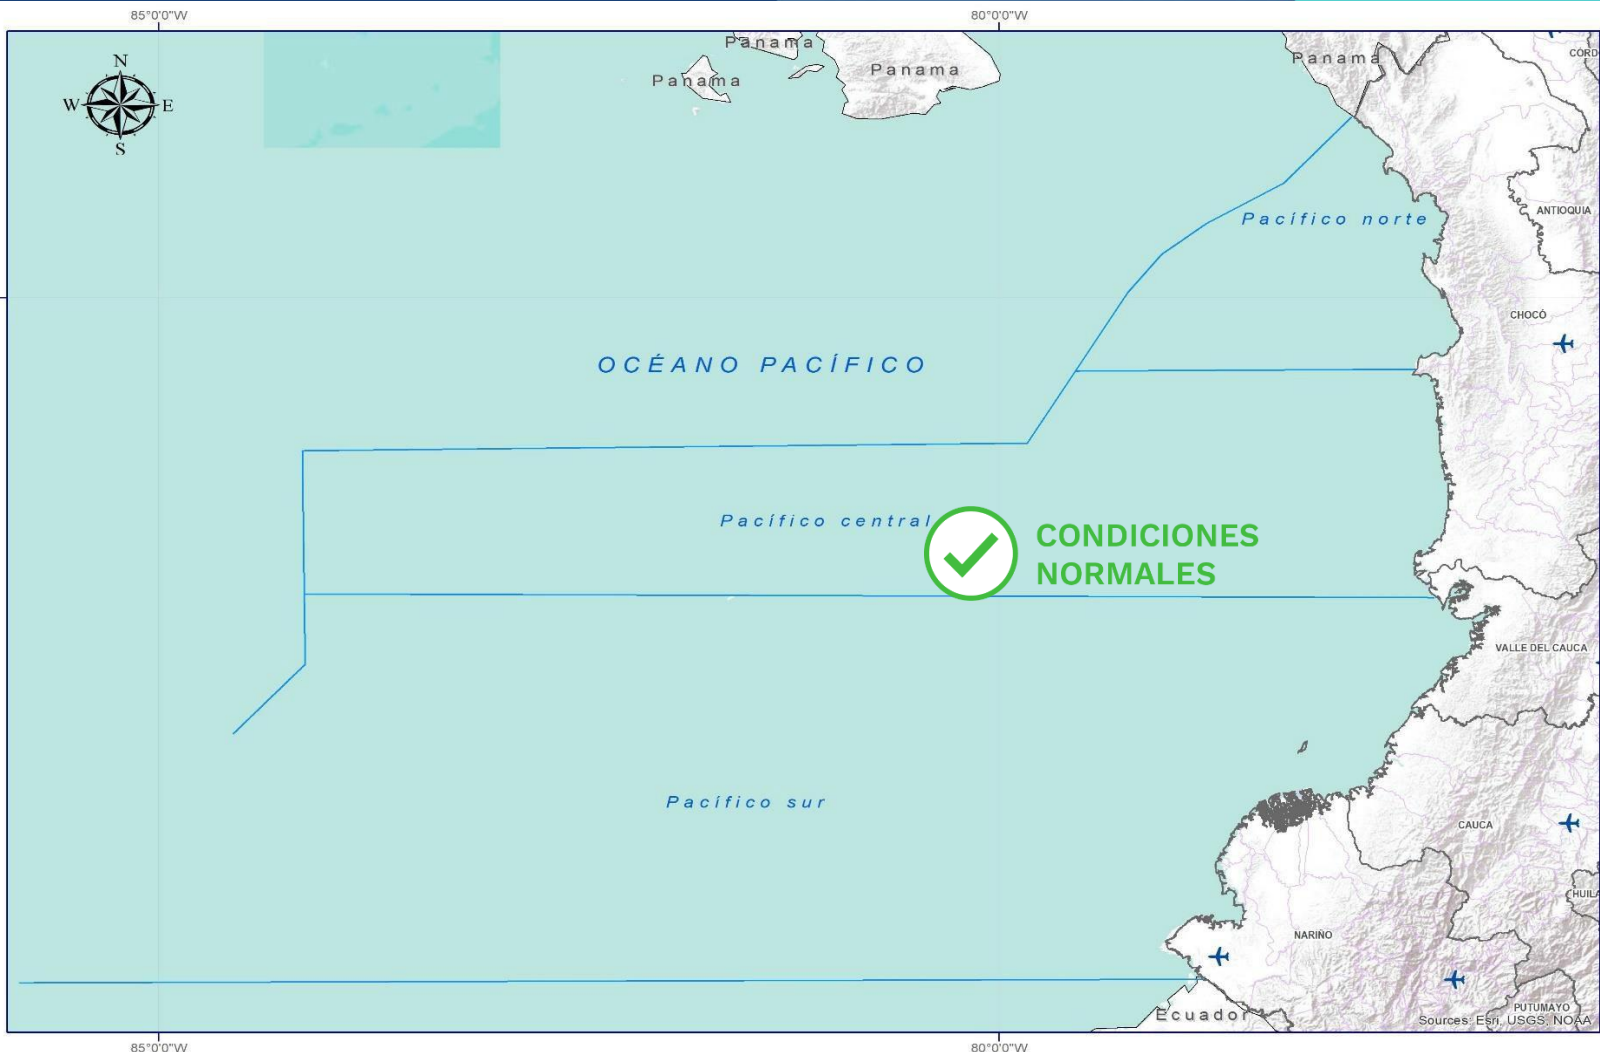 85°0'0"W
80°0'0"W
N
W
E
S
Panama
Panama
Panama
Panama
CÓRD
ANTIOQUIA
Pacífico norte
CHOCÓ
OCÉANO PACÍFICO
Pacífico central
CONDICIONES
NORMALES
VALLE DEL CAUCA
Pacífico sur
CAUCA
HUILA
NARIÑO
PUTUMAYO
Ecuador
Sources: Esri, USGS, NOAA
85°0'0"W
80°0'0"W